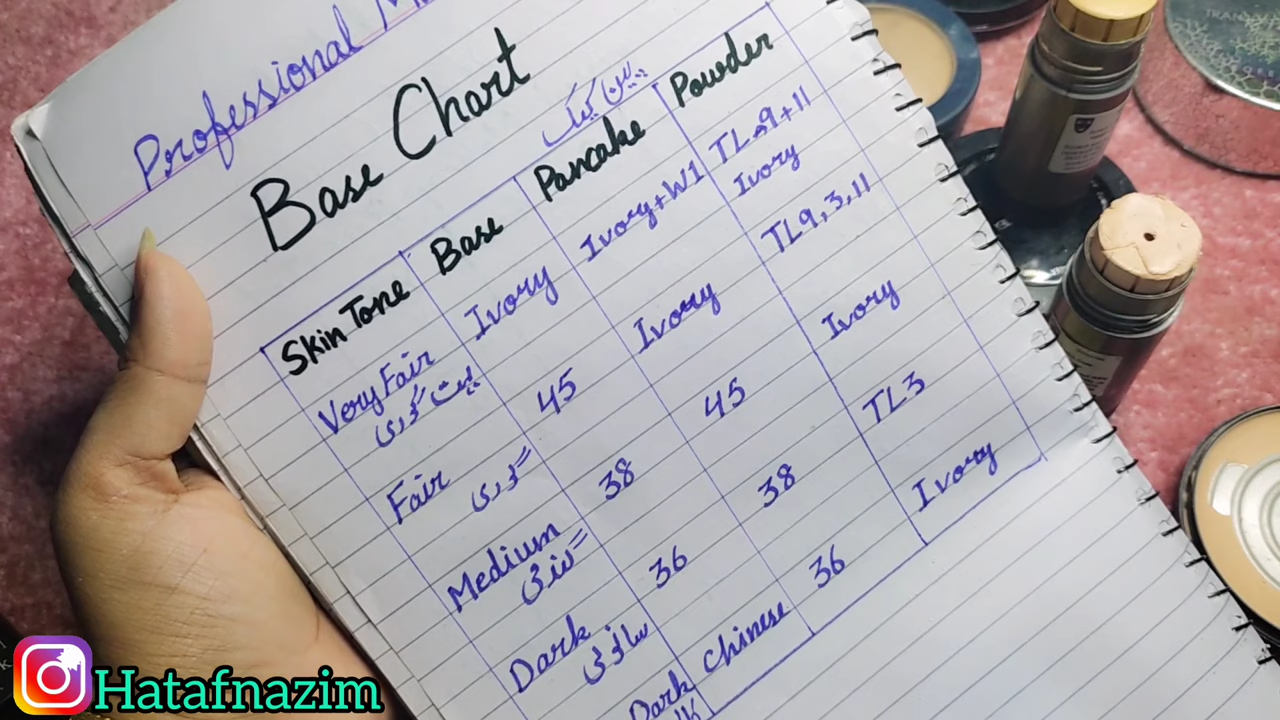 Professional
Base Chart
Skin Tone Base Pancake Powder
پین کیک
Very Fair Ivory Ivory+W1 TL9+11
بہت گوری Ivory
Fair 45 Ivory TL9,3,11
گوری Ivory
Medium 38 45 TL3
گندمی Ivory
Dark 36 38
سانولی
Dark Chinese 36
TRAN
Hatafnazim